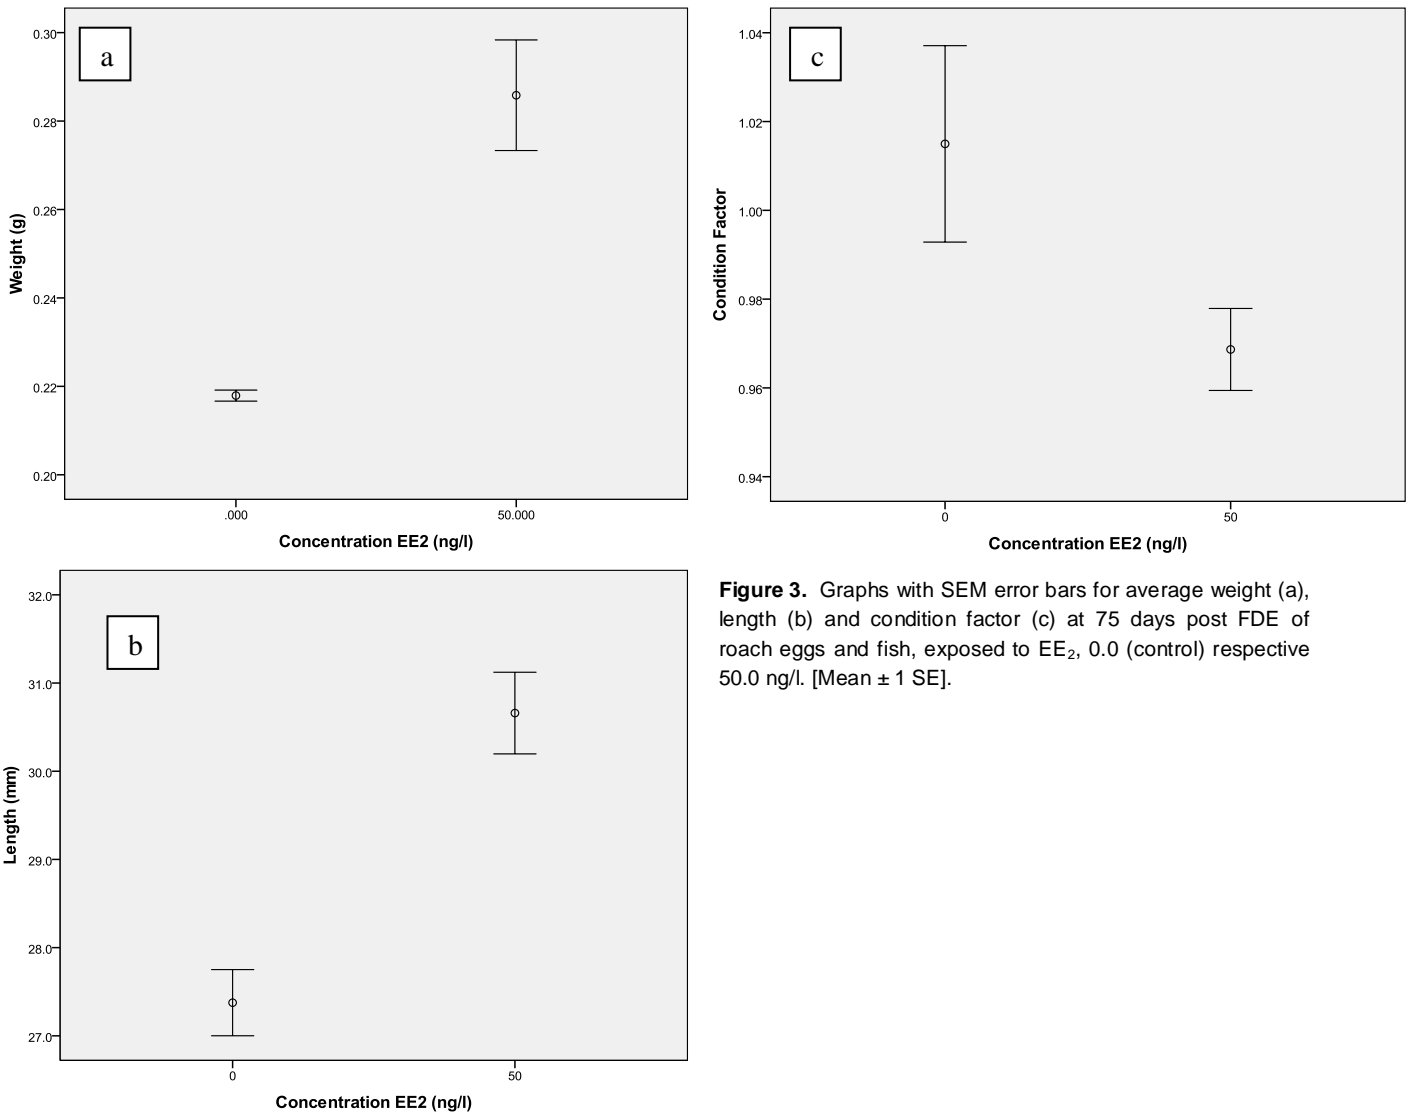 a
0.30
0.28
0.26
0.24
0.22
0.20
Weight (g)
.000 50.000
Concentration EE2 (ng/l)
c
1.04
1.02
1.00
0.98
0.96
0.94
Condition Factor
0 50
Concentration EE2 (ng/l)
b
32.0
31.0
30.0
29.0
28.0
27.0
Length (mm)
0 50
Concentration EE2 (ng/l)
Figure 3. Graphs with SEM error bars for average weight (a),
length (b) and condition factor (c) at 75 days post FDE of
roach eggs and fish, exposed to EE₂, 0.0 (control) respective
50.0 ng/l. [Mean ± 1 SE].